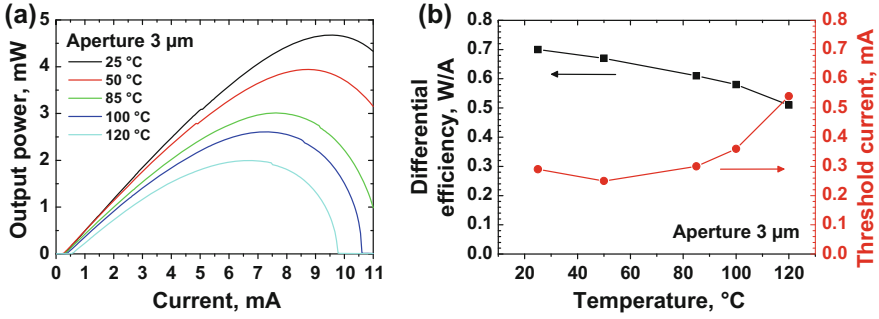 (a)
Output power, mW
5
4
3
2
1
0
Aperture 3 µm
25 °C
50 °C
85 °C
100 °C
120 °C
0 1 2 3 4 5 6 7 8 9 10 11
Current, mA
(b)
Differential
efficiency, W/A
0.8
0.7
0.6
0.5
0.4
0.3
0.2
0.1
0.0
Aperture 3 µm
20 40 60 80 100 120
Temperature, °C
0.8
0.7
0.6
0.5
0.4
0.3
0.2
0.1
0.0
Threshold current, mA